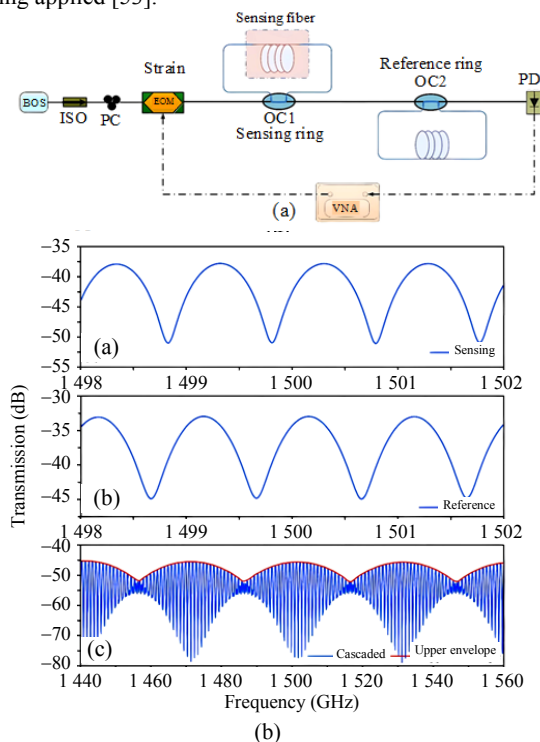 ng applied [53].
Sensing fiber
Strain
Reference ring
OC2
PD
BOS
EOM
ISO
PC
OC1
Sensing ring
VNA
(a)
−35
−40
−45
−50
−55
(a)
Sensing
1 498 1 499 1 500 1 501 1 502
−30
−35
−40
−45
(b)
Reference
1 498 1 499 1 500 1 501 1 502
Transmission (dB)
−40
−50
−60
−70
−80
(c)
Cascaded Upper envelope
1 440 1 460 1 480 1 500 1 520 1 540 1 560
Frequency (GHz)
(b)